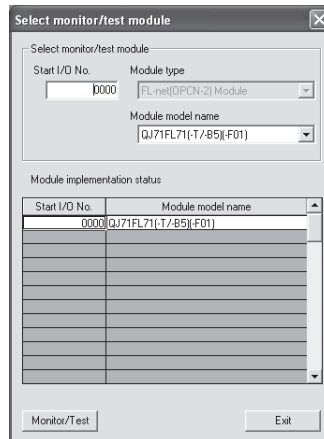 Select monitor/test module
Select monitor/test module
Start I/O No. Module type
0000 FL-net(OPCN-2) Module
Module model name
QJ71FL71(-T/-B5)(-F01)
Module implementation status
Start I/O No. Module model name
0000 QJ71FL71(-T/-B5)(-F01)
Monitor/Test Exit